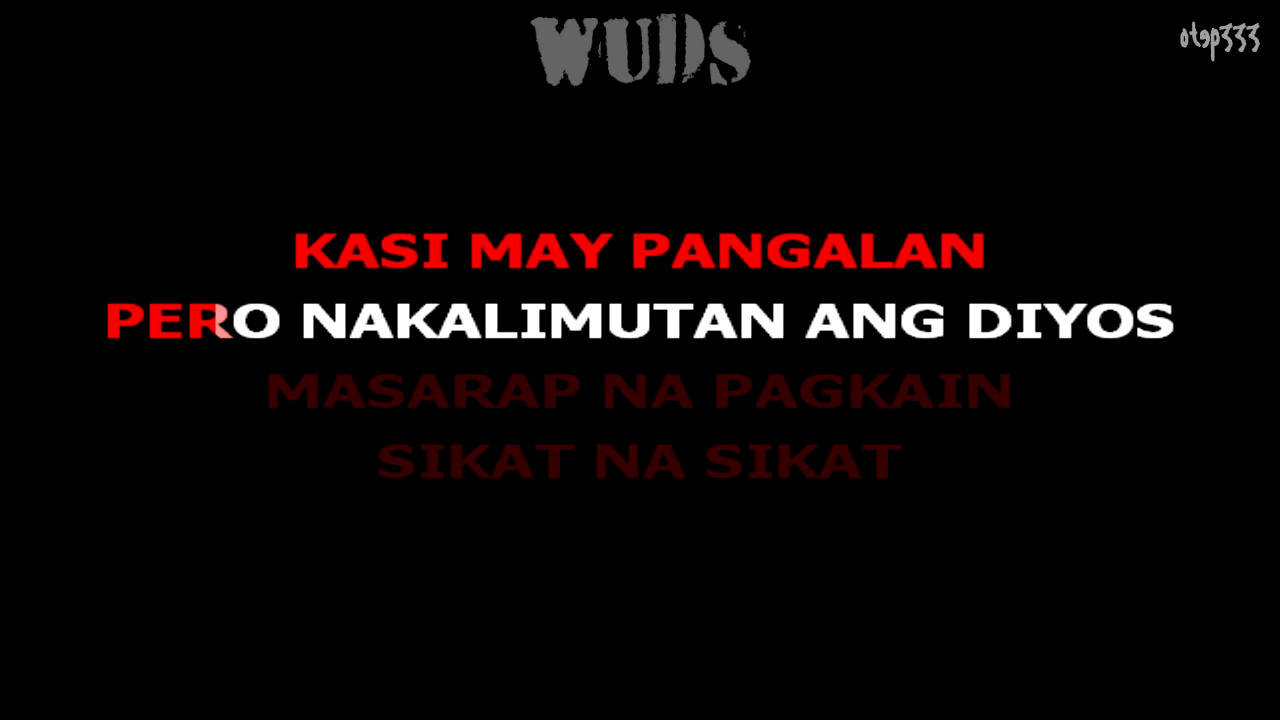 WUDS
otep333
KASI MAY PANGALAN
PERO NAKALIMUTAN ANG DIYOS
MASARAP NA PAGKAIN
SIKAT NA SIKAT